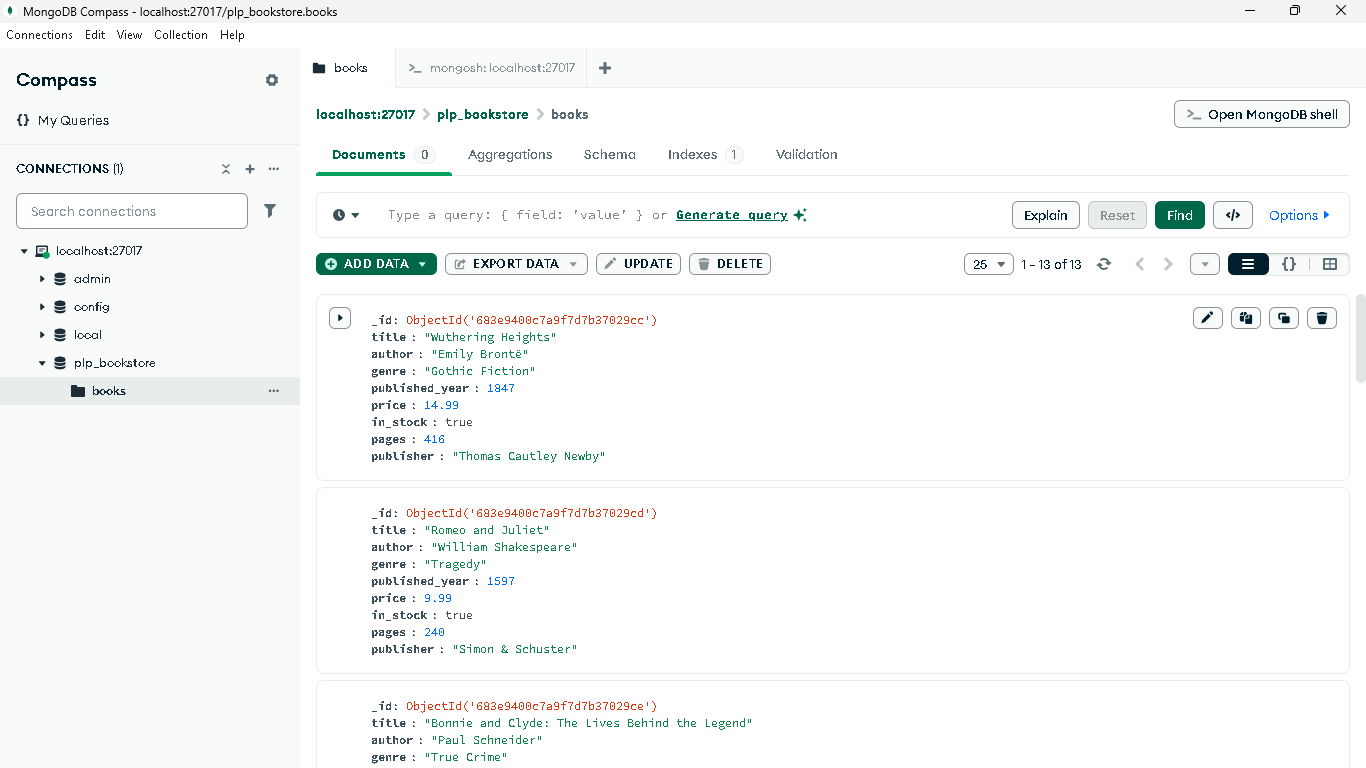 MongoDB Compass - localhost:27017/plp_bookstore.books
Connections Edit View Collection Help
Compass
{} My Queries
CONNECTIONS (1)
Search connections
localhost:27017
admin
config
local
plp_bookstore
books
books >_ mongosh: localhost:27017
localhost:27017 > plp_bookstore > books
>_ Open MongoDB shell
Documents 0 Aggregations Schema Indexes 1 Validation
Type a query: { field: 'value' } or Generate query
Explain Reset Find </> Options
ADD DATA EXPORT DATA UPDATE DELETE 25 1 - 13 of 13 {}
_id: ObjectId('683e9400c7a9f7d7b37029cc')
title : "Wuthering Heights"
author : "Emily Brontë"
genre : "Gothic Fiction"
published_year : 1847
price : 14.99
in_stock : true
pages : 416
publisher : "Thomas Cautley Newby"
_id: ObjectId('683e9400c7a9f7d7b37029cd')
title : "Romeo and Juliet"
author : "William Shakespeare"
genre : "Tragedy"
published_year : 1597
price : 9.99
in_stock : true
pages : 240
publisher : "Simon & Schuster"
_id: ObjectId('683e9400c7a9f7d7b37029ce')
title : "Bonnie and Clyde: The Lives Behind the Legend"
author : "Paul Schneider"
genre : "True Crime"